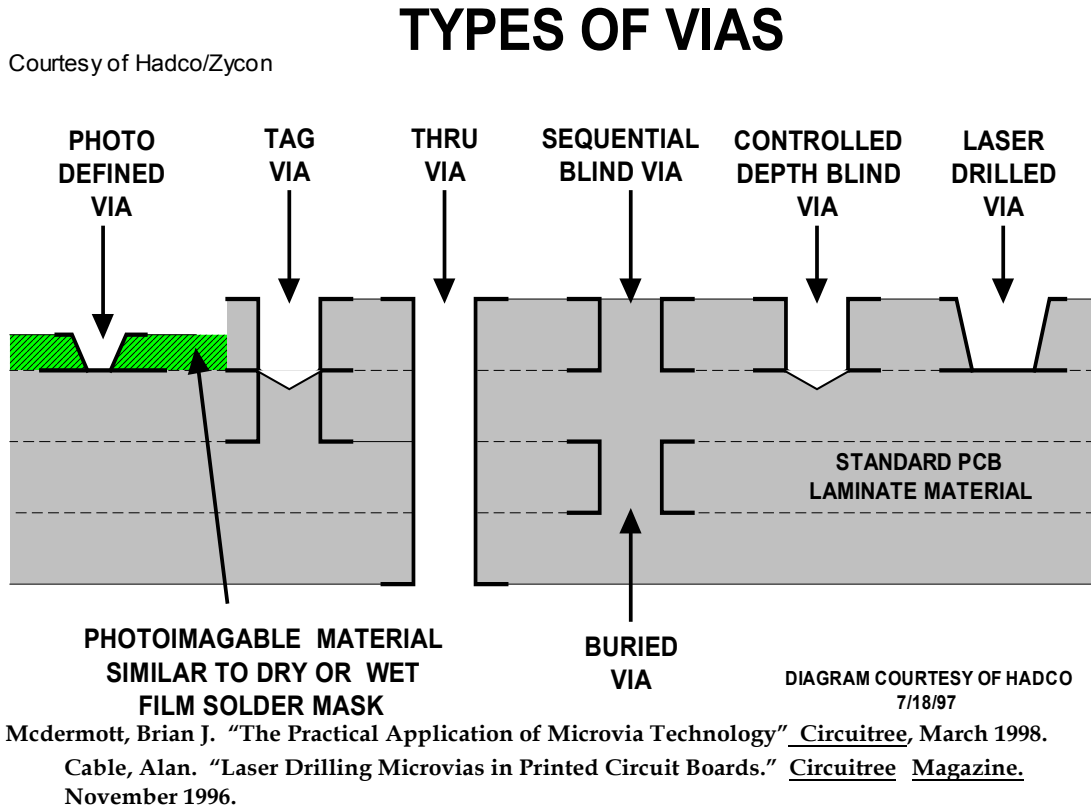 TYPES OF VIAS
Courtesy of Hadco/Zycon
PHOTO
DEFINED
VIA
TAG
VIA
THRU
VIA
SEQUENTIAL
BLIND VIA
CONTROLLED
DEPTH BLIND
VIA
LASER
DRILLED
VIA
STANDARD PCB
LAMINATE MATERIAL
PHOTOIMAGABLE MATERIAL
SIMILAR TO DRY OR WET
FILM SOLDER MASK
BURIED
VIA
DIAGRAM COURTESY OF HADCO
7/18/97
Mcdermott, Brian J. “The Practical Application of Microvia Technology” Circuitree, March 1998.
Cable, Alan. “Laser Drilling Microvias in Printed Circuit Boards.” Circuitree Magazine.
November 1996.